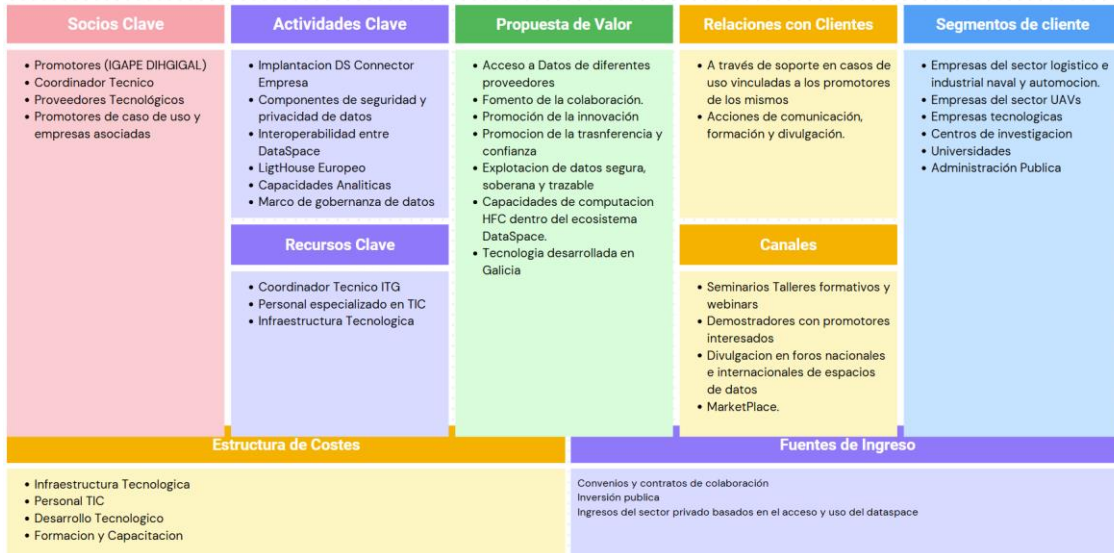 Socios Clave
• Promotores (IGAPE DIHGIGAL)
• Coordinador Tecnico
• Proveedores Tecnológicos
• Promotores de caso de uso y
empresas asociadas
Actividades Clave
• Implantacion DS Connector
Empresa
• Componentes de seguridad y
privacidad de datos
• Interoperabilidad entre
DataSpace
• LigtHouse Europeo
• Capacidades Analiticas
• Marco de gobernanza de datos
Recursos Clave
• Coordinador Tecnico ITG
• Personal especializado en TIC
• Infraestructura Tecnologica
Propuesta de Valor
• Acceso a Datos de diferentes
proveedores
• Fomento de la colaboración.
• Promoción de la innovación
• Promocion de la trasnferencia y
confianza
• Explotacion de datos segura,
soberana y trazable
• Capacidades de computacion
HFC dentro del ecosistema
DataSpace.
• Tecnologia desarrollada en
Galicia
Relaciones con Clientes
• A través de soporte en casos de
uso vinculadas a los promotores
de los mismos
• Acciones de comunicación,
formación y divulgación.
Canales
• Seminarios Talleres formativos y
webinars
• Demostradores con promotores
interesados
• Divulgacion en foros nacionales
e internacionales de espacios
de datos
• MarketPlace.
Segmentos de cliente
• Empresas del sector logístico e
industrial naval y automocion.
• Empresas del sector UAVs
• Empresas tecnologicas
• Centros de investigacion
• Universidades
• Administración Publica
Estructura de Costes
• Infraestructura Tecnologica
• Personal TIC
• Desarrollo Tecnologico
• Formacion y Capacitacion
Fuentes de Ingreso
Convenios y contratos de colaboración
Inversión publica
Ingresos del sector privado basados en el acceso y uso del dataspace